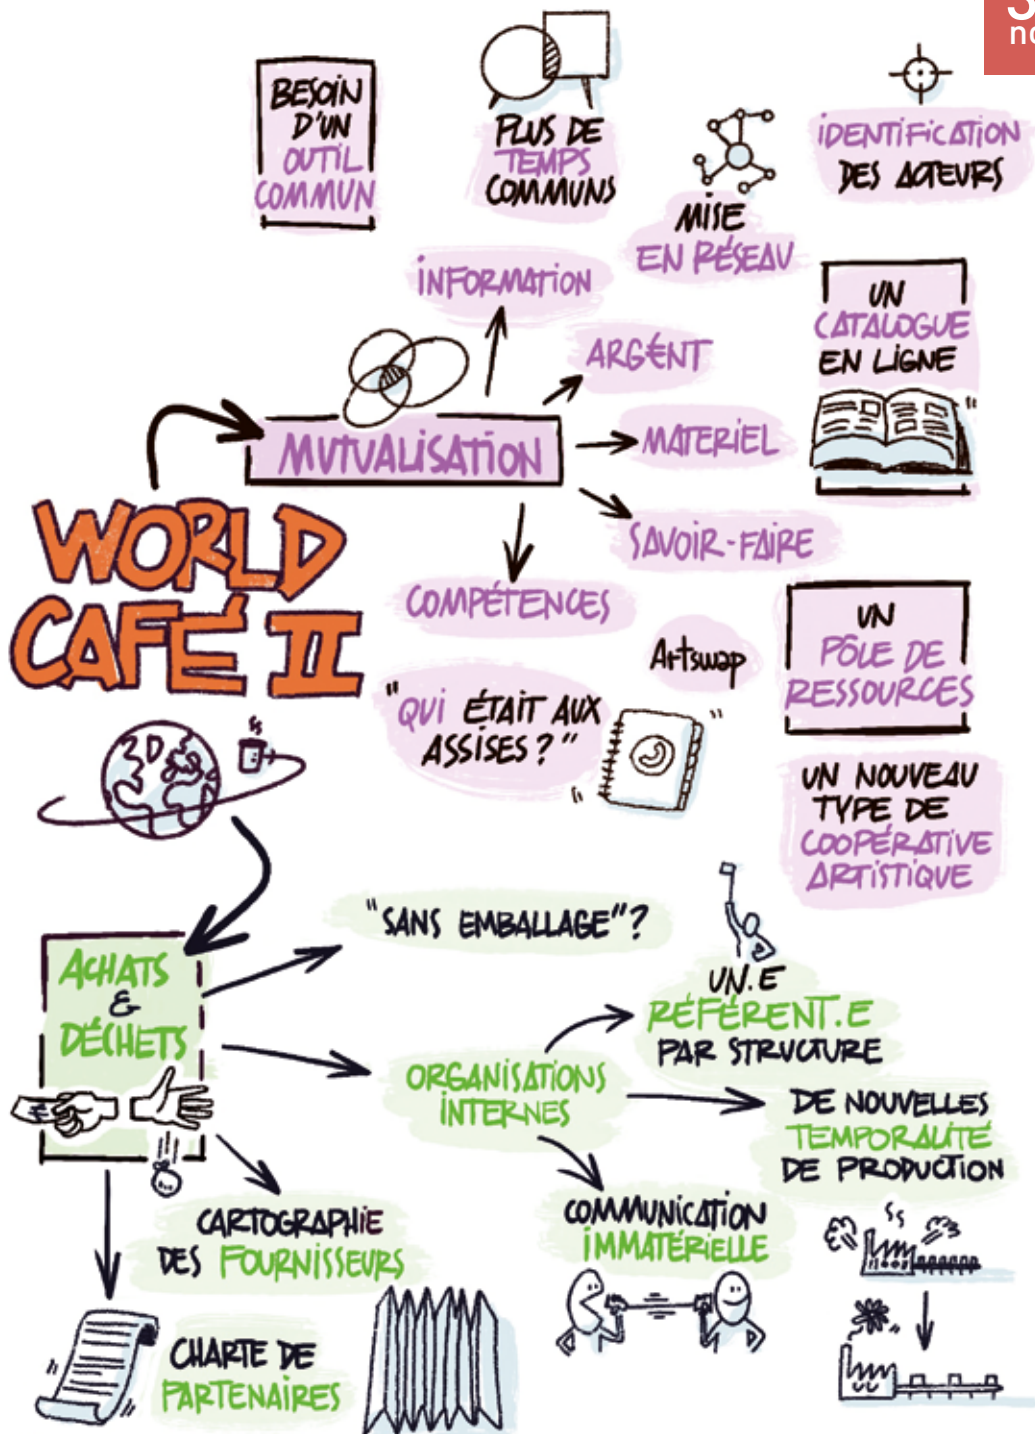 BESOIN
D'UN
OUTIL
COMMUN
PLUS DE
TEMPS
COMMUNS
MISE
EN RÉSEAU
IDENTIFICATION
DES ACTEURS
INFORMATION
ARG€NT
MATERIEL
SAVOIR-FAIRE
COMPÉTENCES
MUTUALISATION
UN
CATALOGUE
EN LIGNE
WORLD
CAFÉ II
3D
Artswap
"QUI ÉTAIT AUX
ASSISES ?"
UN
PÔLE DE
RESSOURCES
UN NOUVEAU
TYPE DE
COOPÉRATIVE
ARTISTIQUE
ACHATS
&
DÉCHETS
"SANS EMBALLAGE" ?
ORGANISATIONS
INTERNES
UN.E
RÉFÉRENT.E
PAR STRUCTURE
DE NOUVELLES
TEMPORALITÉ
DE PRODUCTION
COMMUNICATION
IMMATÉRIELLE
CARTOGRAPHIE
DES FOURNISSEURS
CHARTE DE
PARTENAIRES